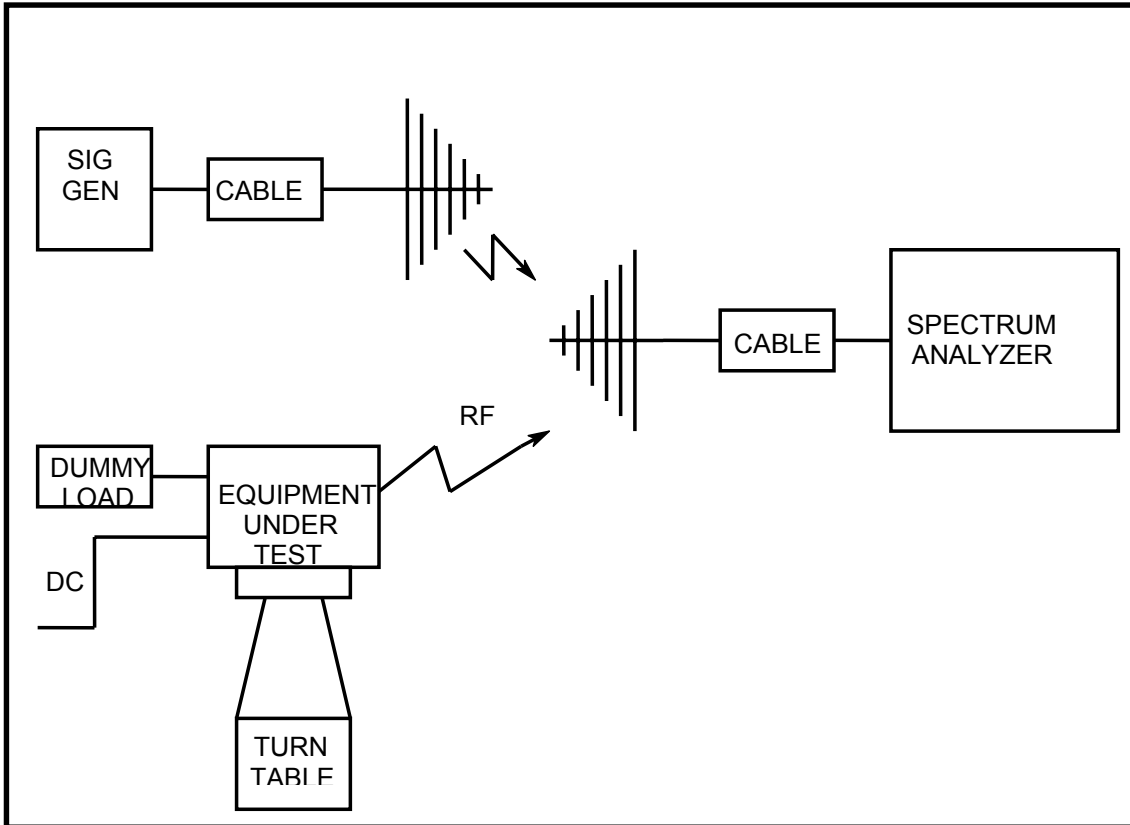 SIG
GEN
CABLE
CABLE
SPECTRUM
ANALYZER
RF
DUMMY
LOAD
EQUIPMENT
UNDER
TEST
DC
TURN
TABLE